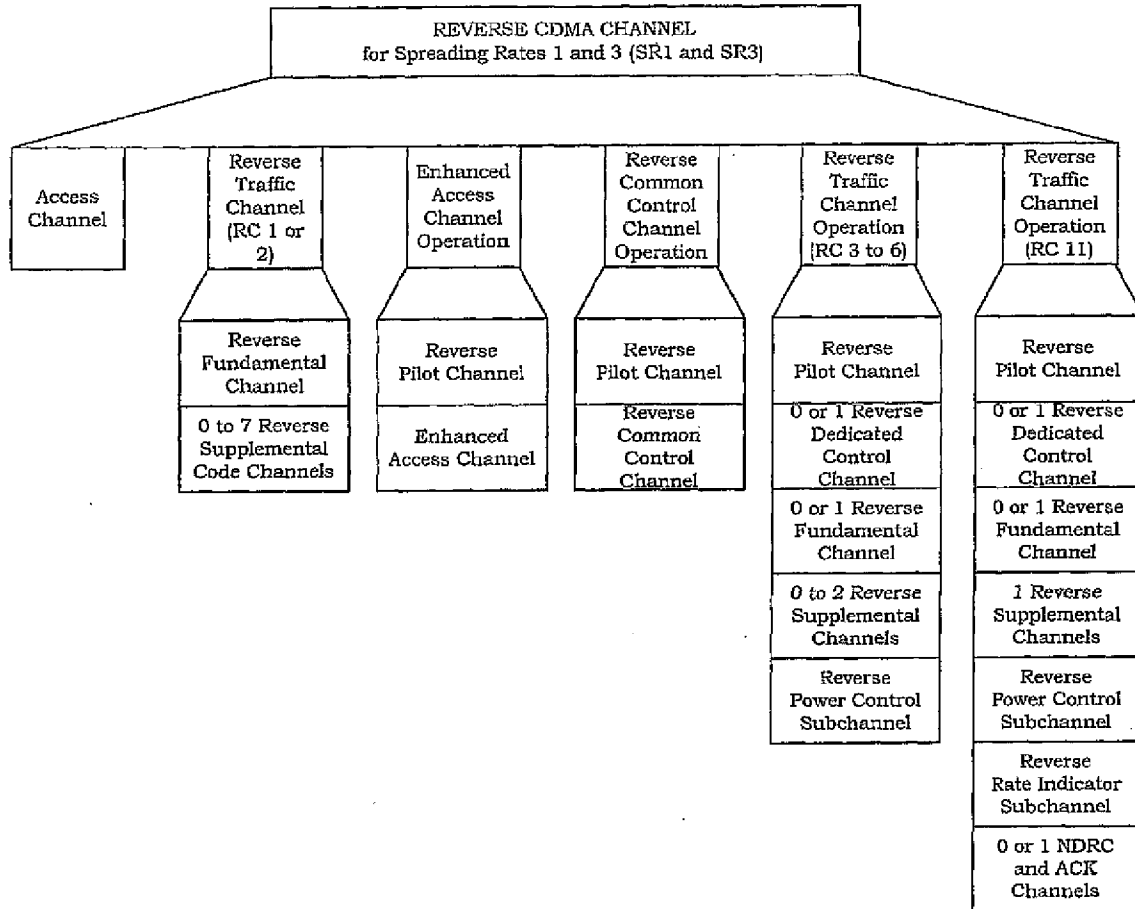 REVERSE CDMA CHANNEL
for Spreading Rates 1 and 3 (SR1 and SR3)
Access
Channel
Reverse
Traffic
Channel
(RC 1 or
2)
Enhanced
Access
Channel
Operation
Reverse
Common
Control
Channel
Operation
Reverse
Traffic
Channel
Operation
(RC 3 to 6)
Reverse
Traffic
Channel
Operation
(RC 11)
Reverse
Fundamental
Channel
0 to 7 Reverse
Supplemental
Code Channels
Reverse
Pilot Channel
Enhanced
Access Channel
Reverse
Pilot Channel
Reverse
Common
Control
Channel
Reverse
Pilot Channel
0 or 1 Reverse
Dedicated
Control
Channel
0 or 1 Reverse
Fundamental
Channel
0 to 2 Reverse
Supplemental
Channels
Reverse
Power Control
Subchannel
Reverse
Pilot Channel
0 or 1 Reverse
Dedicated
Control
Channel
0 or 1 Reverse
Fundamental
Channel
1 Reverse
Supplemental
Channels
Reverse
Power Control
Subchannel
Reverse
Rate Indicator
Subchannel
0 or 1 NDRC
and ACK
Channels